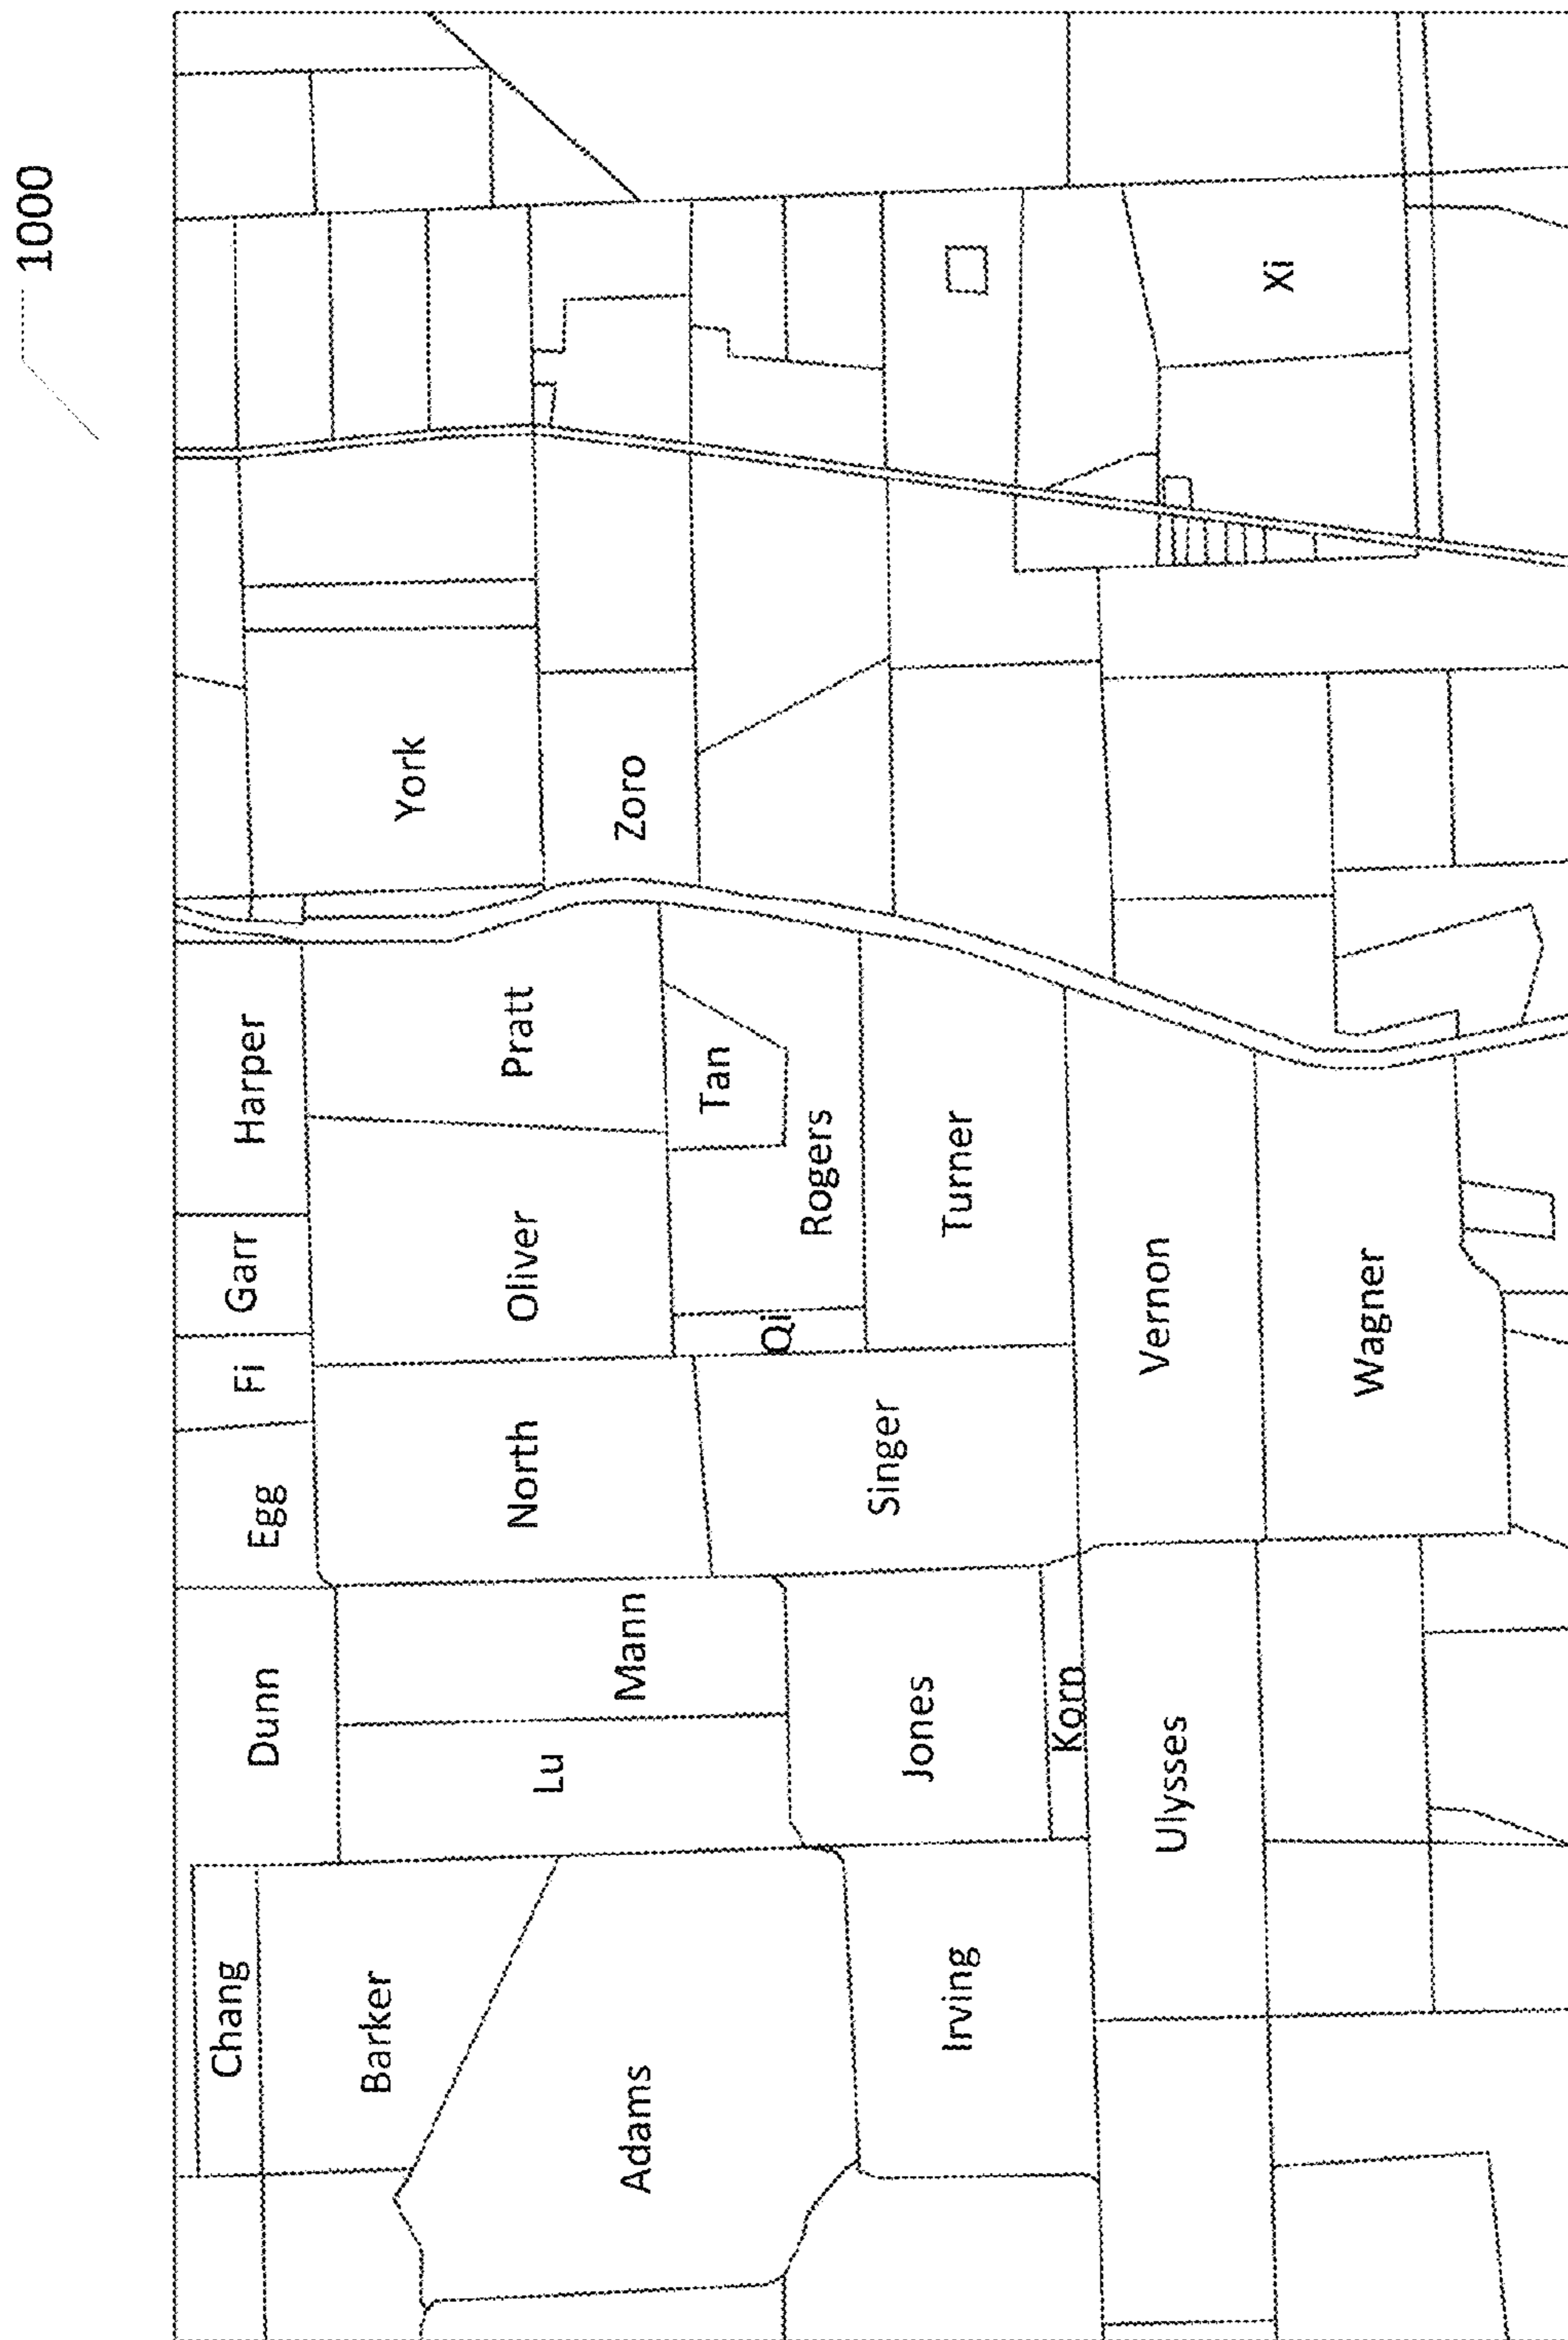 1000
Chang
Barker
Adams
Irving
Dunn
Lu
Mann
Jones
Korn
Ulysses
Egg
Fi
Garr
Harper
North
Oliver
Pratt
Singer
Qi
Rogers
Tan
Turner
Vernon
Wagner
York
Zoro
Xi